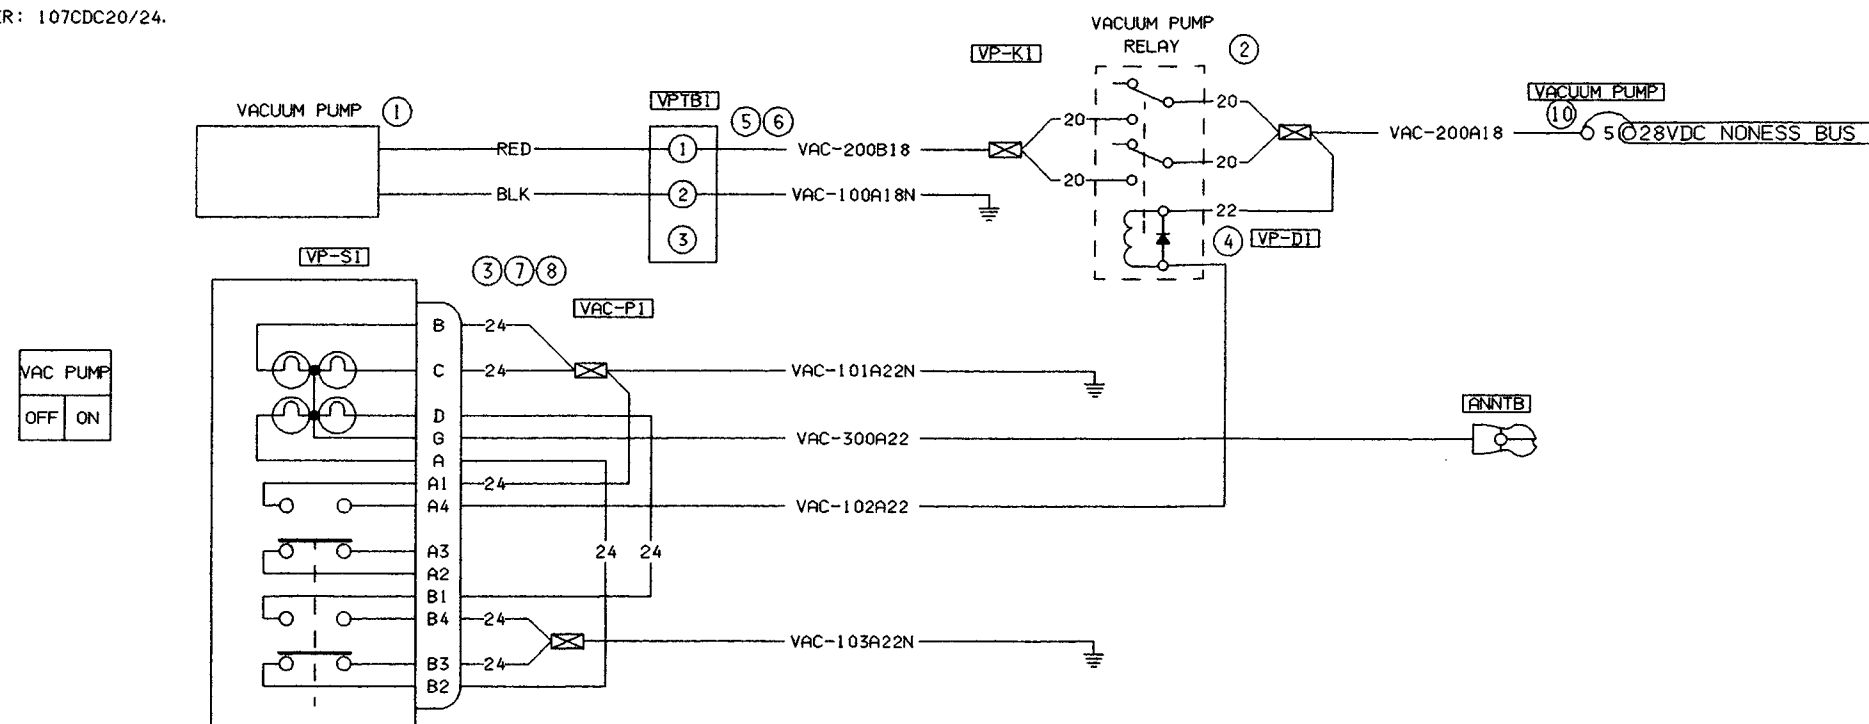 ER: 107CDC20/24.
VACUUM PUMP
RELAY
VP-K1
2
VACUUM PUMP
10
VACUUM PUMP
1
VPTB1
5 6
20
20
RED
1
VAC-200B18
VAC-200A18
5
28VDC NONESS BUS
BLK
2
VAC-100A18N
20
20
3
22
4
VP-D1
VP-S1
3 7 8
VAC-P1
B
24
VAC PUMP
OFF
ON
C
24
VAC-101A22N
D
ANNTB
G
VAC-300A22
A
A1
24
A4
VAC-102A22
A3
24
24
A2
B1
B4
24
VAC-103A22N
B3
24
B2